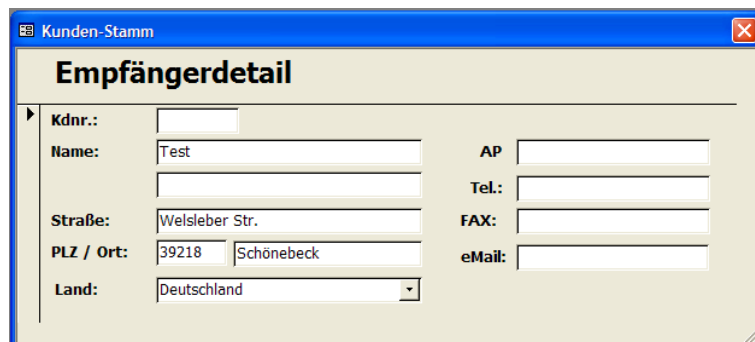 Kunden-Stamm
Empfängerdetail
Kdnr.:
Name: Test AP
Tel.:
Straße: Welsleber Str. FAX:
PLZ / Ort: 39218 Schönebeck eMail:
Land: Deutschland